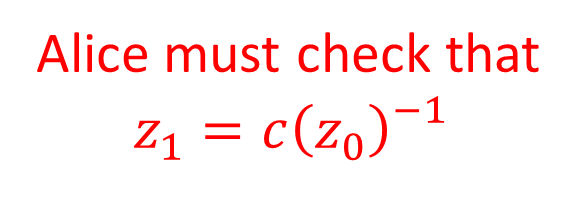 Alice must check that
z₁ = c(z₀)⁻¹